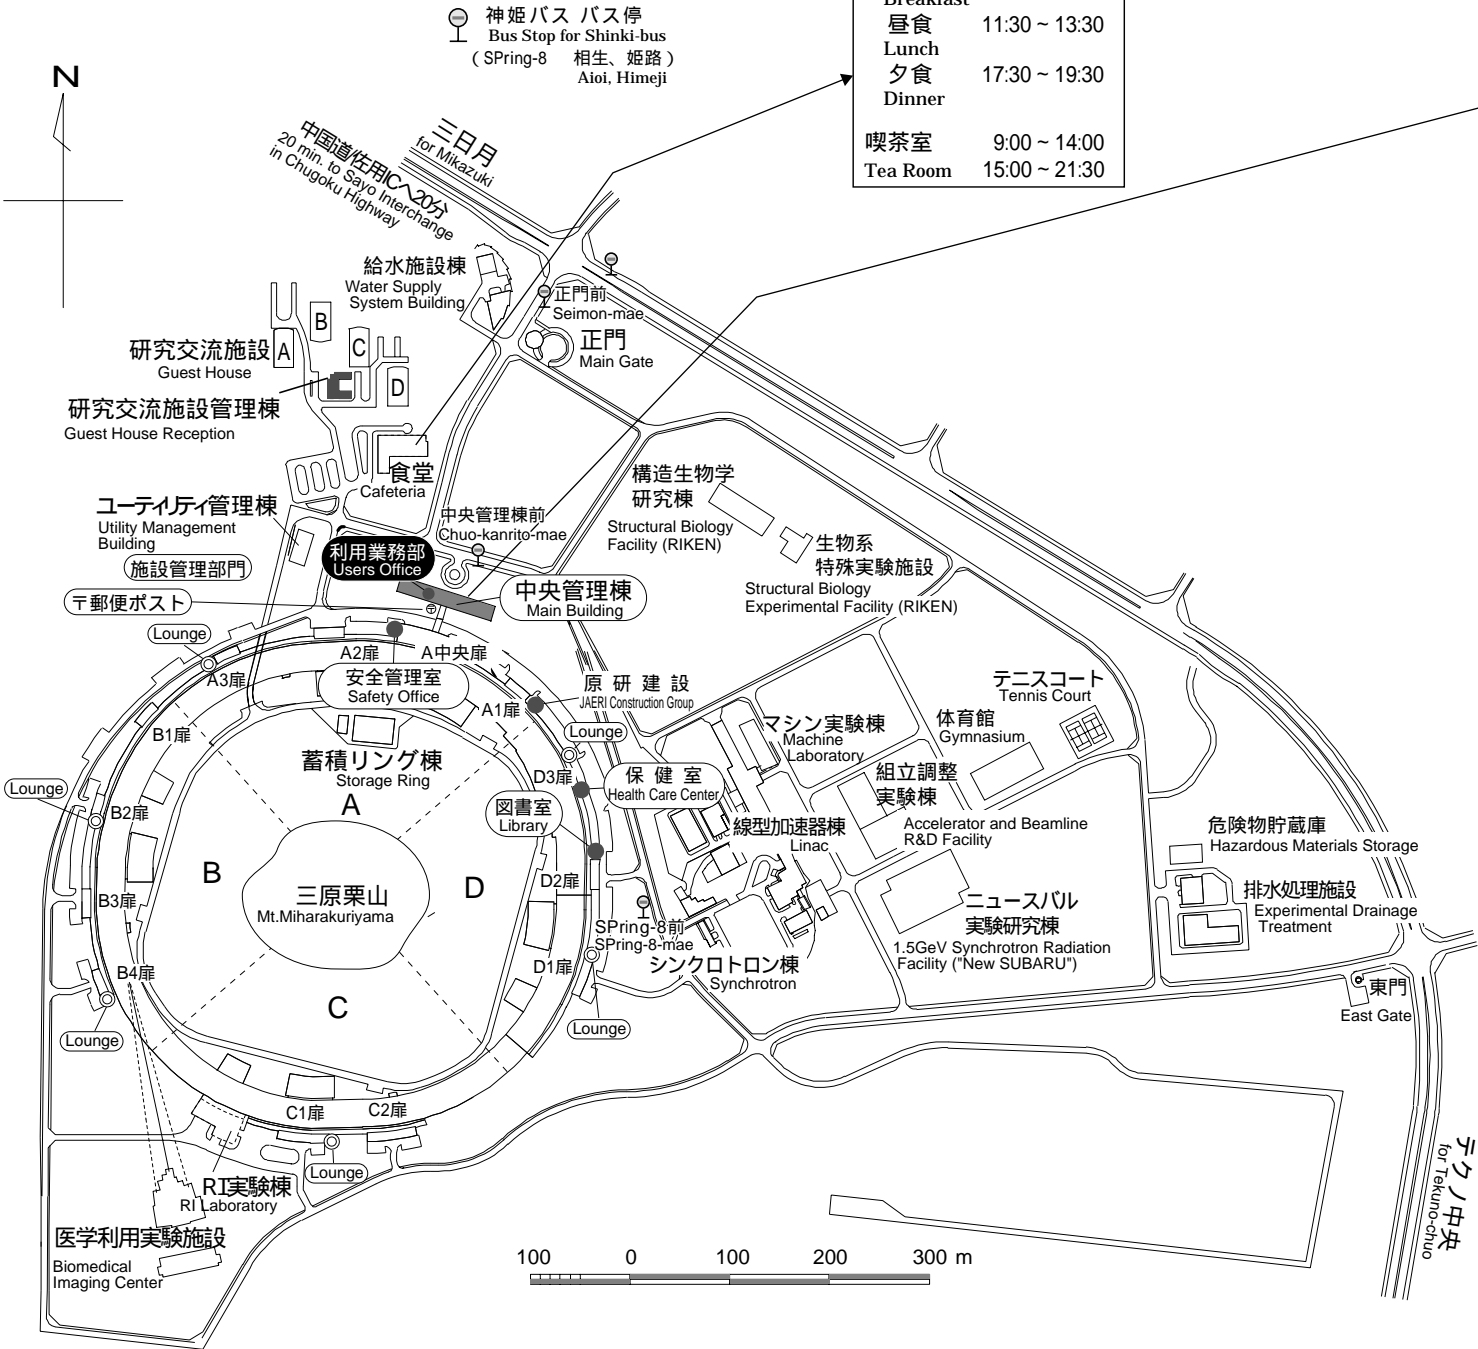 神姫バス バス停
Bus Stop for Shinki-bus
( SPring-8 相生、姫路 )
Aioi, Himeji
Breakfast
昼食 11:30 ~ 13:30
Lunch
夕食 17:30 ~ 19:30
Dinner
喫茶室 9:00 ~ 14:00
Tea Room 15:00 ~ 21:30
N
三日月
for Mikazuki
中国道佐用ICへ20分
20 min. to Sayo Interchange
in Chugoku Highway
給水施設棟
Water Supply
System Building
正門前
Seimon-mae
正門
Main Gate
A
B
C
D
研究交流施設
Guest House
研究交流施設管理棟
Guest House Reception
食堂
Cafeteria
ユーティリティ管理棟
Utility Management
Building
施設管理部門
〒郵便ポスト
中央管理棟前
Chuo-kanrito-mae
利用業務部
Users Office
中央管理棟
Main Building
構造生物学
研究棟
Structural Biology
Facility (RIKEN)
生物系
特殊実験施設
Structural Biology
Experimental Facility (RIKEN)
Lounge
A3扉
A2扉
A中央扉
安全管理室
Safety Office
A1扉
原研建設
JAERI Construction Group
Lounge
B1扉
蓄積リング棟
Storage Ring
A
D3扉
保健室
Health Care Center
図書室
Library
Lounge
B2扉
B
三原栗山
Mt.Miharakuriyama
D
D2扉
B3扉
SPring-8前
SPring-8-mae
B4扉
D1扉
C
Lounge
Lounge
C1扉
C2扉
Lounge
RI実験棟
RI Laboratory
医学利用実験施設
Biomedical
Imaging Center
マシン実験棟
Machine
Laboratory
線型加速器棟
Linac
シンクロトロン棟
Synchrotron
テニスコート
Tennis Court
体育館
Gymnasium
組立調整
実験棟
Accelerator and Beamline
R&D Facility
ニュースバル
実験研究棟
1.5GeV Synchrotron Radiation
Facility ("New SUBARU")
危険物貯蔵庫
Hazardous Materials Storage
排水処理施設
Experimental Drainage
Treatment
東門
East Gate
テクノ中央
for Tekuno-chuo
100 0 100 200 300 m